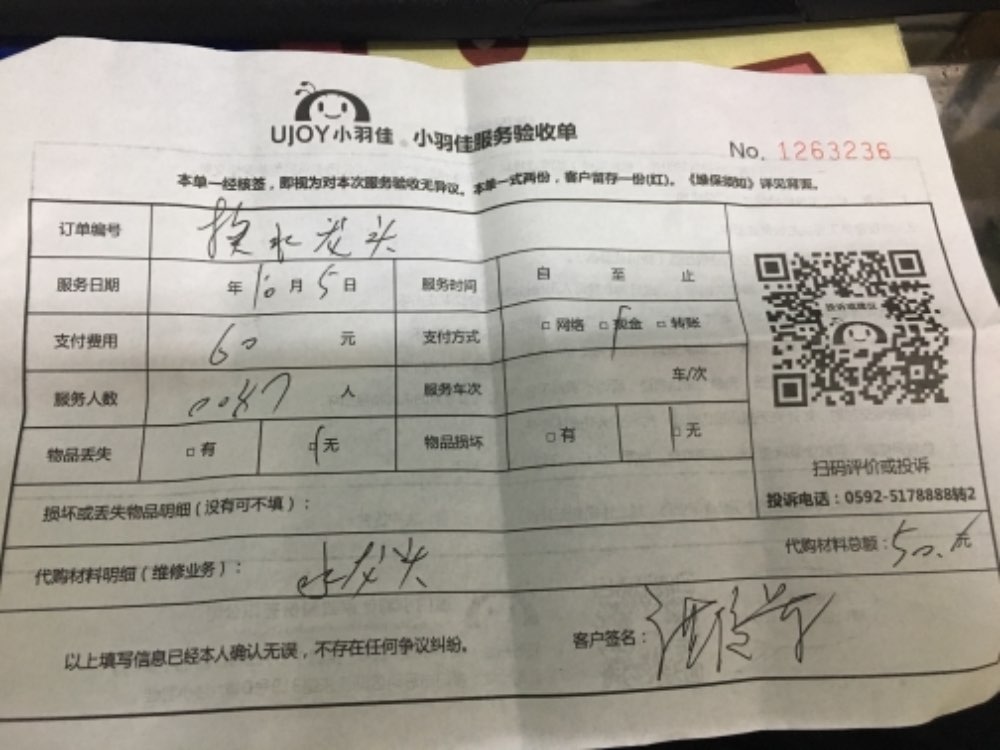 UJOY小羽佳 小羽佳服务验收单
No. 1263236
本单一经核签，即视为对本次服务验收无异议。本单一式两份，客户留存一份(红)。《维保须知》详见背面。
订单编号 换水龙头
服务日期 年10月5日 服务时间 自 至 止
支付费用 60 元 支付方式 □网络 □现金 □转账
服务人数 0087 人 服务车次 车/次
物品丢失 □有 □无 物品损坏 □有 □无
投诉或建议
扫码评价或投诉
投诉电话：0592-5178888转2
损坏或丢失物品明细（没有可不填）：
代购材料明细（维修业务）： 水龙头 代购材料总额：50.元
以上填写信息已经本人确认无误，不存在任何争议纠纷。 客户签名：